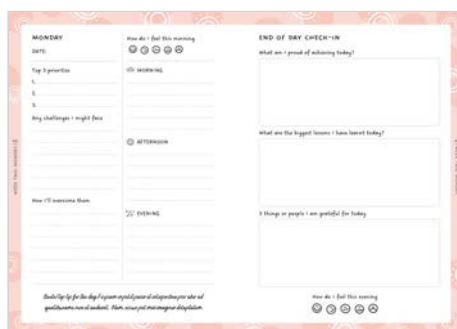 MONDAY
DATE:
Top 3 priorities
1.
2.
3.
Any challenges I might face
How I'll overcome them
How do I feel this morning
MORNING
AFTERNOON
EVENING
END OF DAY CHECK-IN
What am I proud of achieving today?
What are the biggest lessons I have learnt today?
3 things or people I am grateful for today
How do I feel this evening